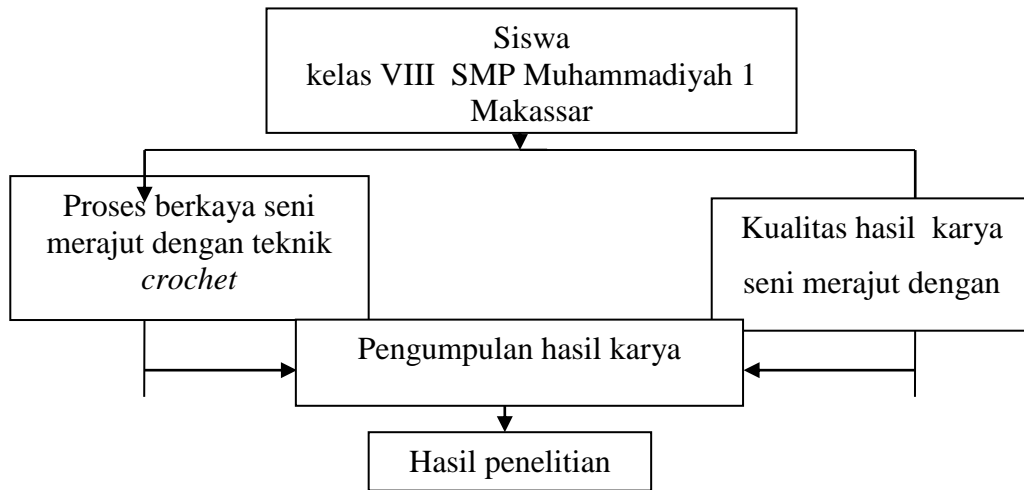 Siswa
kelas VIII SMP Muhammadiyah 1
Makassar
Proses berkaya seni
merajut dengan teknik
crochet
Kualitas hasil karya
seni merajut dengan
Pengumpulan hasil karya
Hasil penelitian